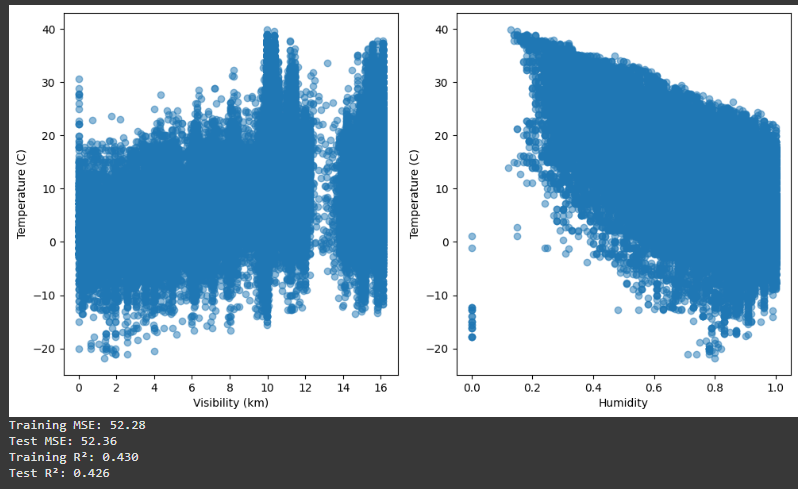 40
30
20
10
0
−10
−20
Temperature (C)
0 2 4 6 8 10 12 14 16
Visibility (km)
40
30
20
10
0
−10
−20
Temperature (C)
0.0 0.2 0.4 0.6 0.8 1.0
Humidity
Training MSE: 52.28
Test MSE: 52.36
Training R²: 0.430
Test R²: 0.426